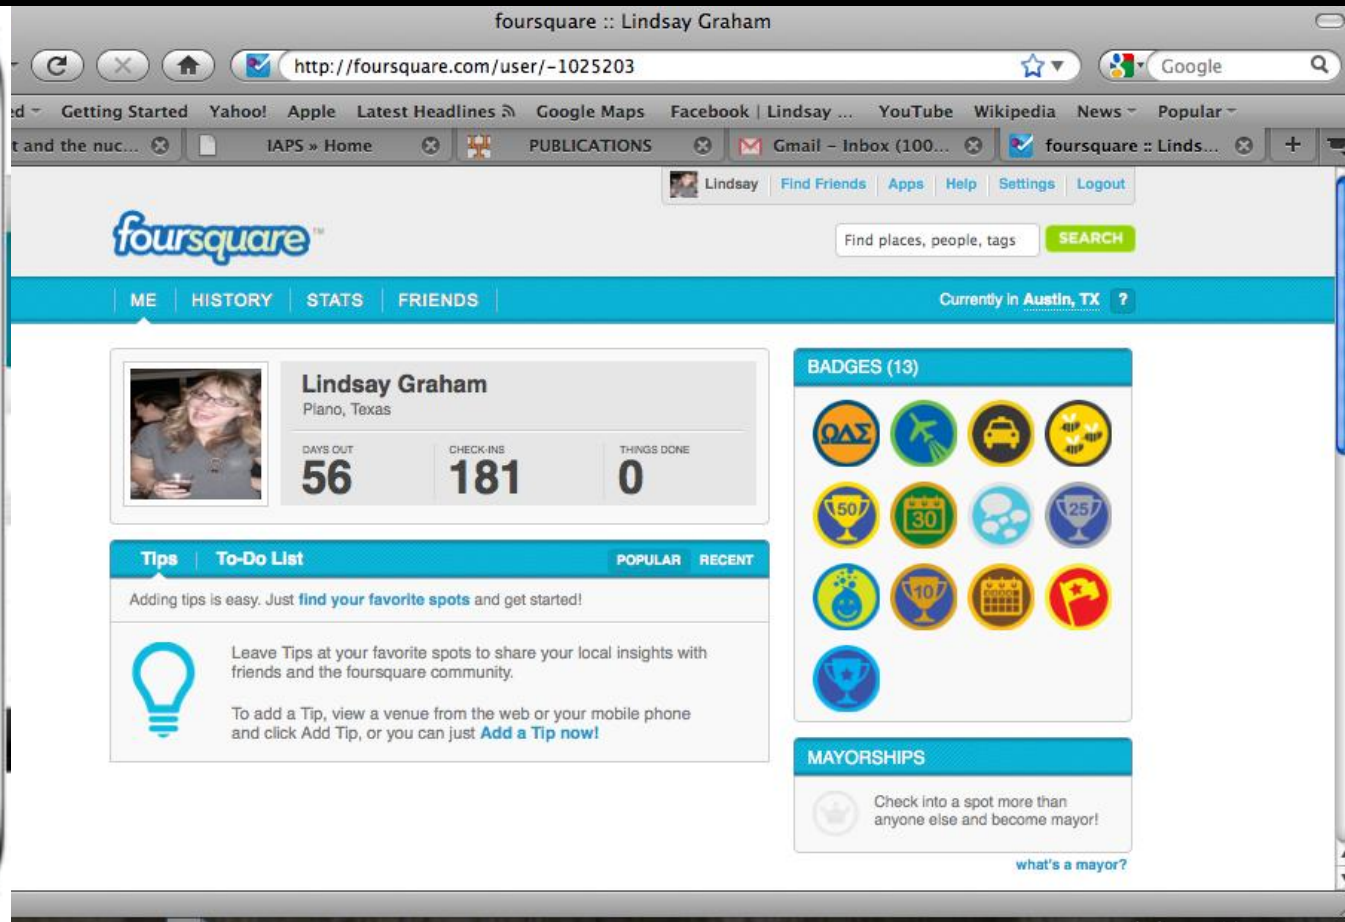 foursquare :: Lindsay Graham
http://foursquare.com/user/-1025203
Google
Getting Started Yahoo! Apple Latest Headlines Google Maps Facebook | Lindsay ... YouTube Wikipedia News Popular
t and the nuc... IAPS » Home PUBLICATIONS Gmail – Inbox (100... foursquare :: Linds... +
Lindsay Find Friends Apps Help Settings Logout
foursquare™
Find places, people, tags SEARCH
ME HISTORY STATS FRIENDS Currently in Austin, TX ?
Lindsay Graham
Plano, Texas
DAYS OUT CHECK-INS THINGS DONE
56 181 0
Tips To-Do List POPULAR RECENT
Adding tips is easy. Just find your favorite spots and get started!
Leave Tips at your favorite spots to share your local insights with
friends and the foursquare community.
To add a Tip, view a venue from the web or your mobile phone
and click Add Tip, or you can just Add a Tip now!
BADGES (13)
ΩΔΣ
50 30 25
10
MAYORSHIPS
Check into a spot more than
anyone else and become mayor!
what's a mayor?